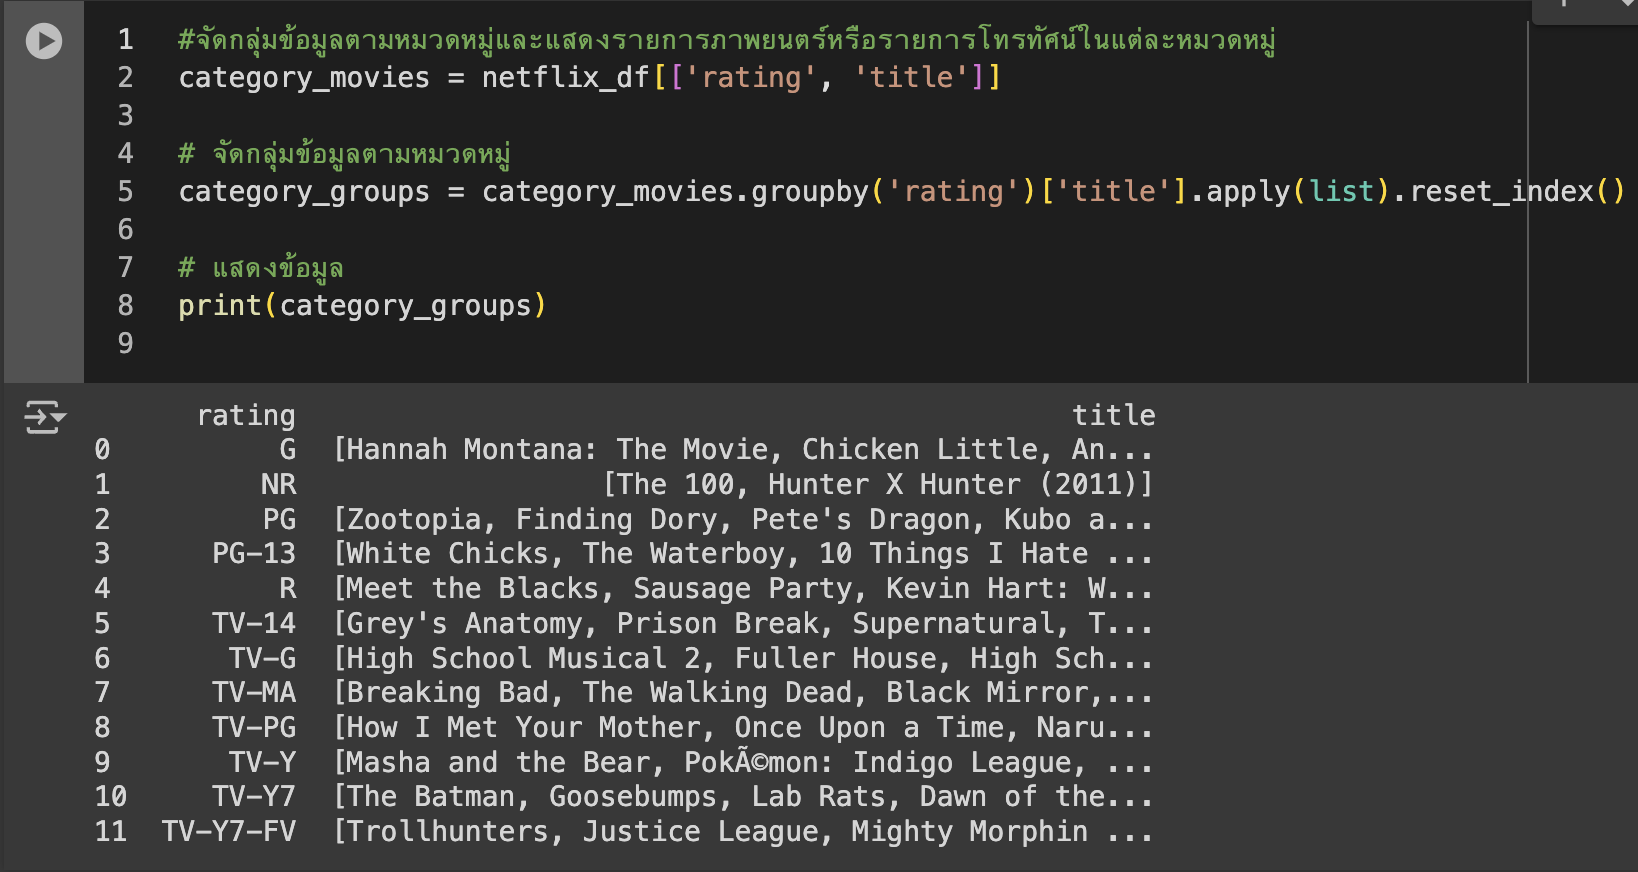 1 #จัดกลุ่มข้อมูลตามหมวดหมู่และแสดงรายการภาพยนตร์หรือรายการโทรทัศน์ในแต่ละหมวดหมู่
2 category_movies = netflix_df[['rating', 'title']]
3
4 # จัดกลุ่มข้อมูลตามหมวดหมู่
5 category_groups = category_movies.groupby('rating')['title'].apply(list).reset_index()
6
7 # แสดงข้อมูล
8 print(category_groups)
9
rating title
0 G [Hannah Montana: The Movie, Chicken Little, An...
1 NR [The 100, Hunter X Hunter (2011)]
2 PG [Zootopia, Finding Dory, Pete's Dragon, Kubo a...
3 PG-13 [White Chicks, The Waterboy, 10 Things I Hate ...
4 R [Meet the Blacks, Sausage Party, Kevin Hart: W...
5 TV-14 [Grey's Anatomy, Prison Break, Supernatural, T...
6 TV-G [High School Musical 2, Fuller House, High Sch...
7 TV-MA [Breaking Bad, The Walking Dead, Black Mirror,...
8 TV-PG [How I Met Your Mother, Once Upon a Time, Naru...
9 TV-Y [Masha and the Bear, PokÃ©mon: Indigo League, ...
10 TV-Y7 [The Batman, Goosebumps, Lab Rats, Dawn of the...
11 TV-Y7-FV [Trollhunters, Justice League, Mighty Morphin ...